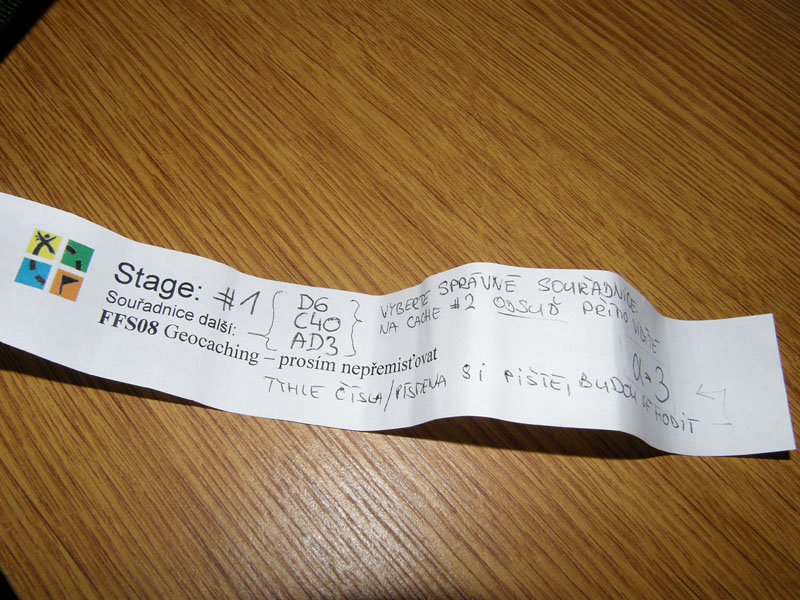 Stage: #1
Souřadnice další:
D6
C40
AD3
VYBERTE SPRÁVNÉ SOUŘADNICE,
NA CACHE #2 ODSUĎ PŘÍMO VIDÍTE
FFS08 Geocaching – prosím nepřemisťovat
a=3
TYHLE ČÍSLA/PÍSMENA SI PIŠTE, BUDOU SE HODIT